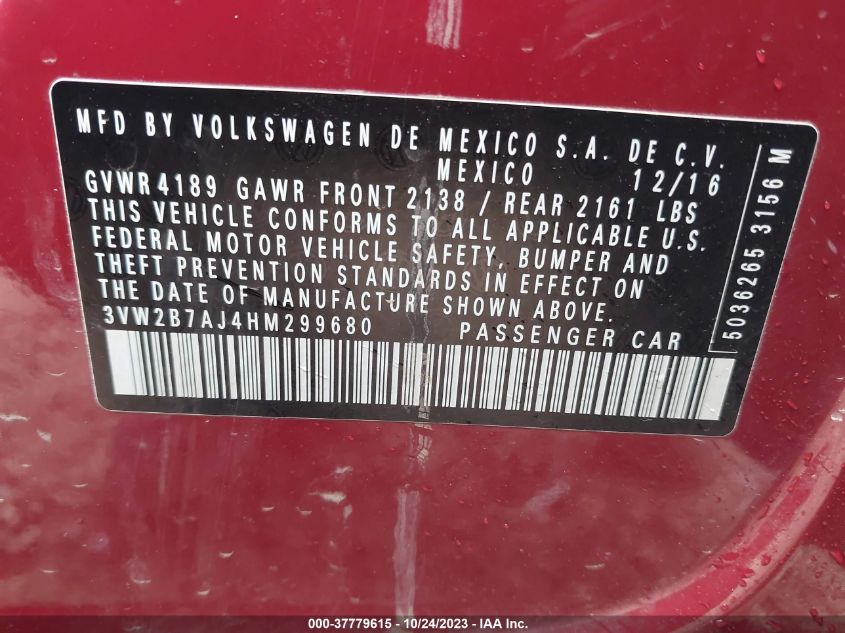 MFD BY VOLKSWAGEN DE MEXICO S.A. DE C.V.
MEXICO 12/16
GVWR 4189 GAWR FRONT 2138 / REAR 2161 LBS
THIS VEHICLE CONFORMS TO ALL APPLICABLE U.S.
FEDERAL MOTOR VEHICLE SAFETY, BUMPER AND
THEFT PREVENTION STANDARDS IN EFFECT ON
THE DATE OF MANUFACTURE SHOWN ABOVE.
3VW2B7AJ4HM299680 PASSENGER CAR
5036265 3156 M
000-37779615 - 10/24/2023 - IAA Inc.